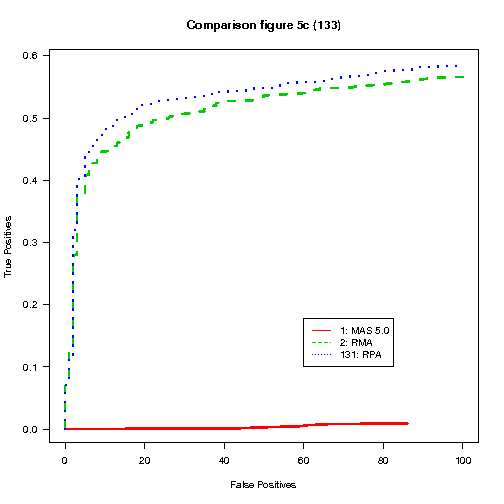 Comparison figure 5c (133)
True Positives
0.6
0.5
0.4
0.3
0.2
0.1
0.0
1: MAS 5.0
2: RMA
131: RPA
0 20 40 60 80 100
False Positives